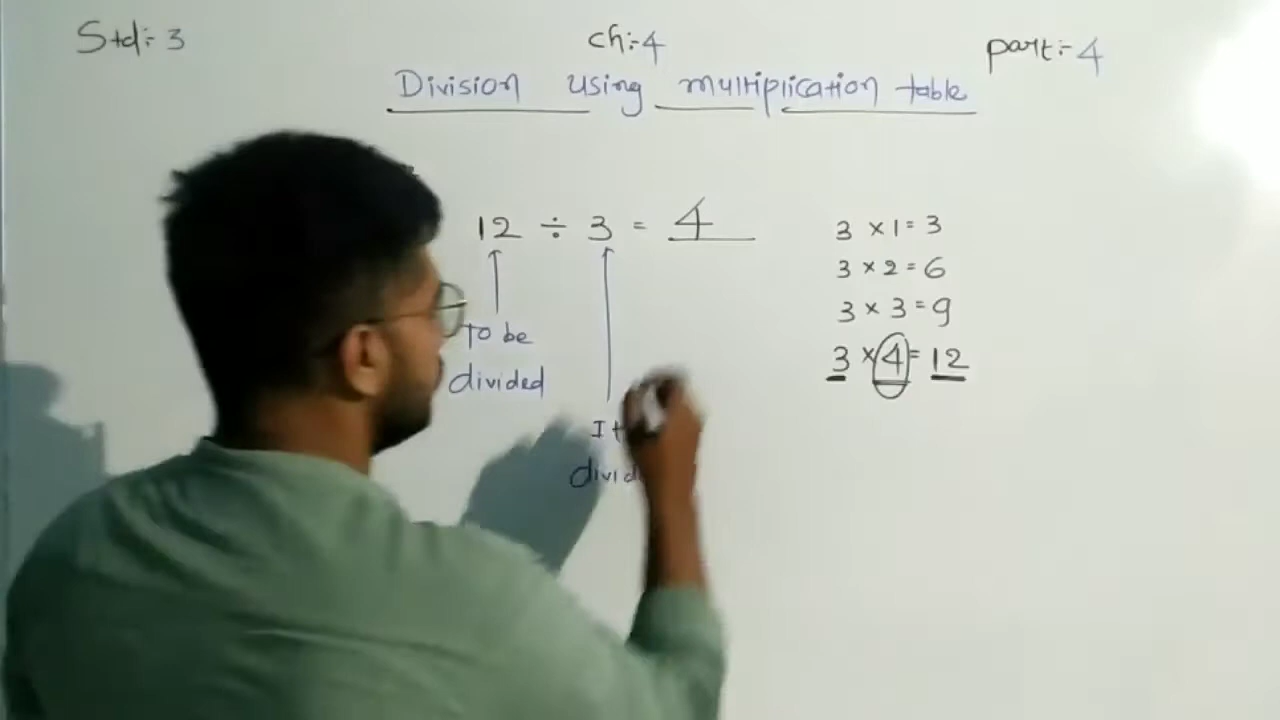 Std:- 3
ch:-4
part:- 4
Division using multiplication table
12 ÷ 3 = 4
To be
divided
3 × 1 = 3
3 × 2 = 6
3 × 3 = 9
3 × 4 = 12